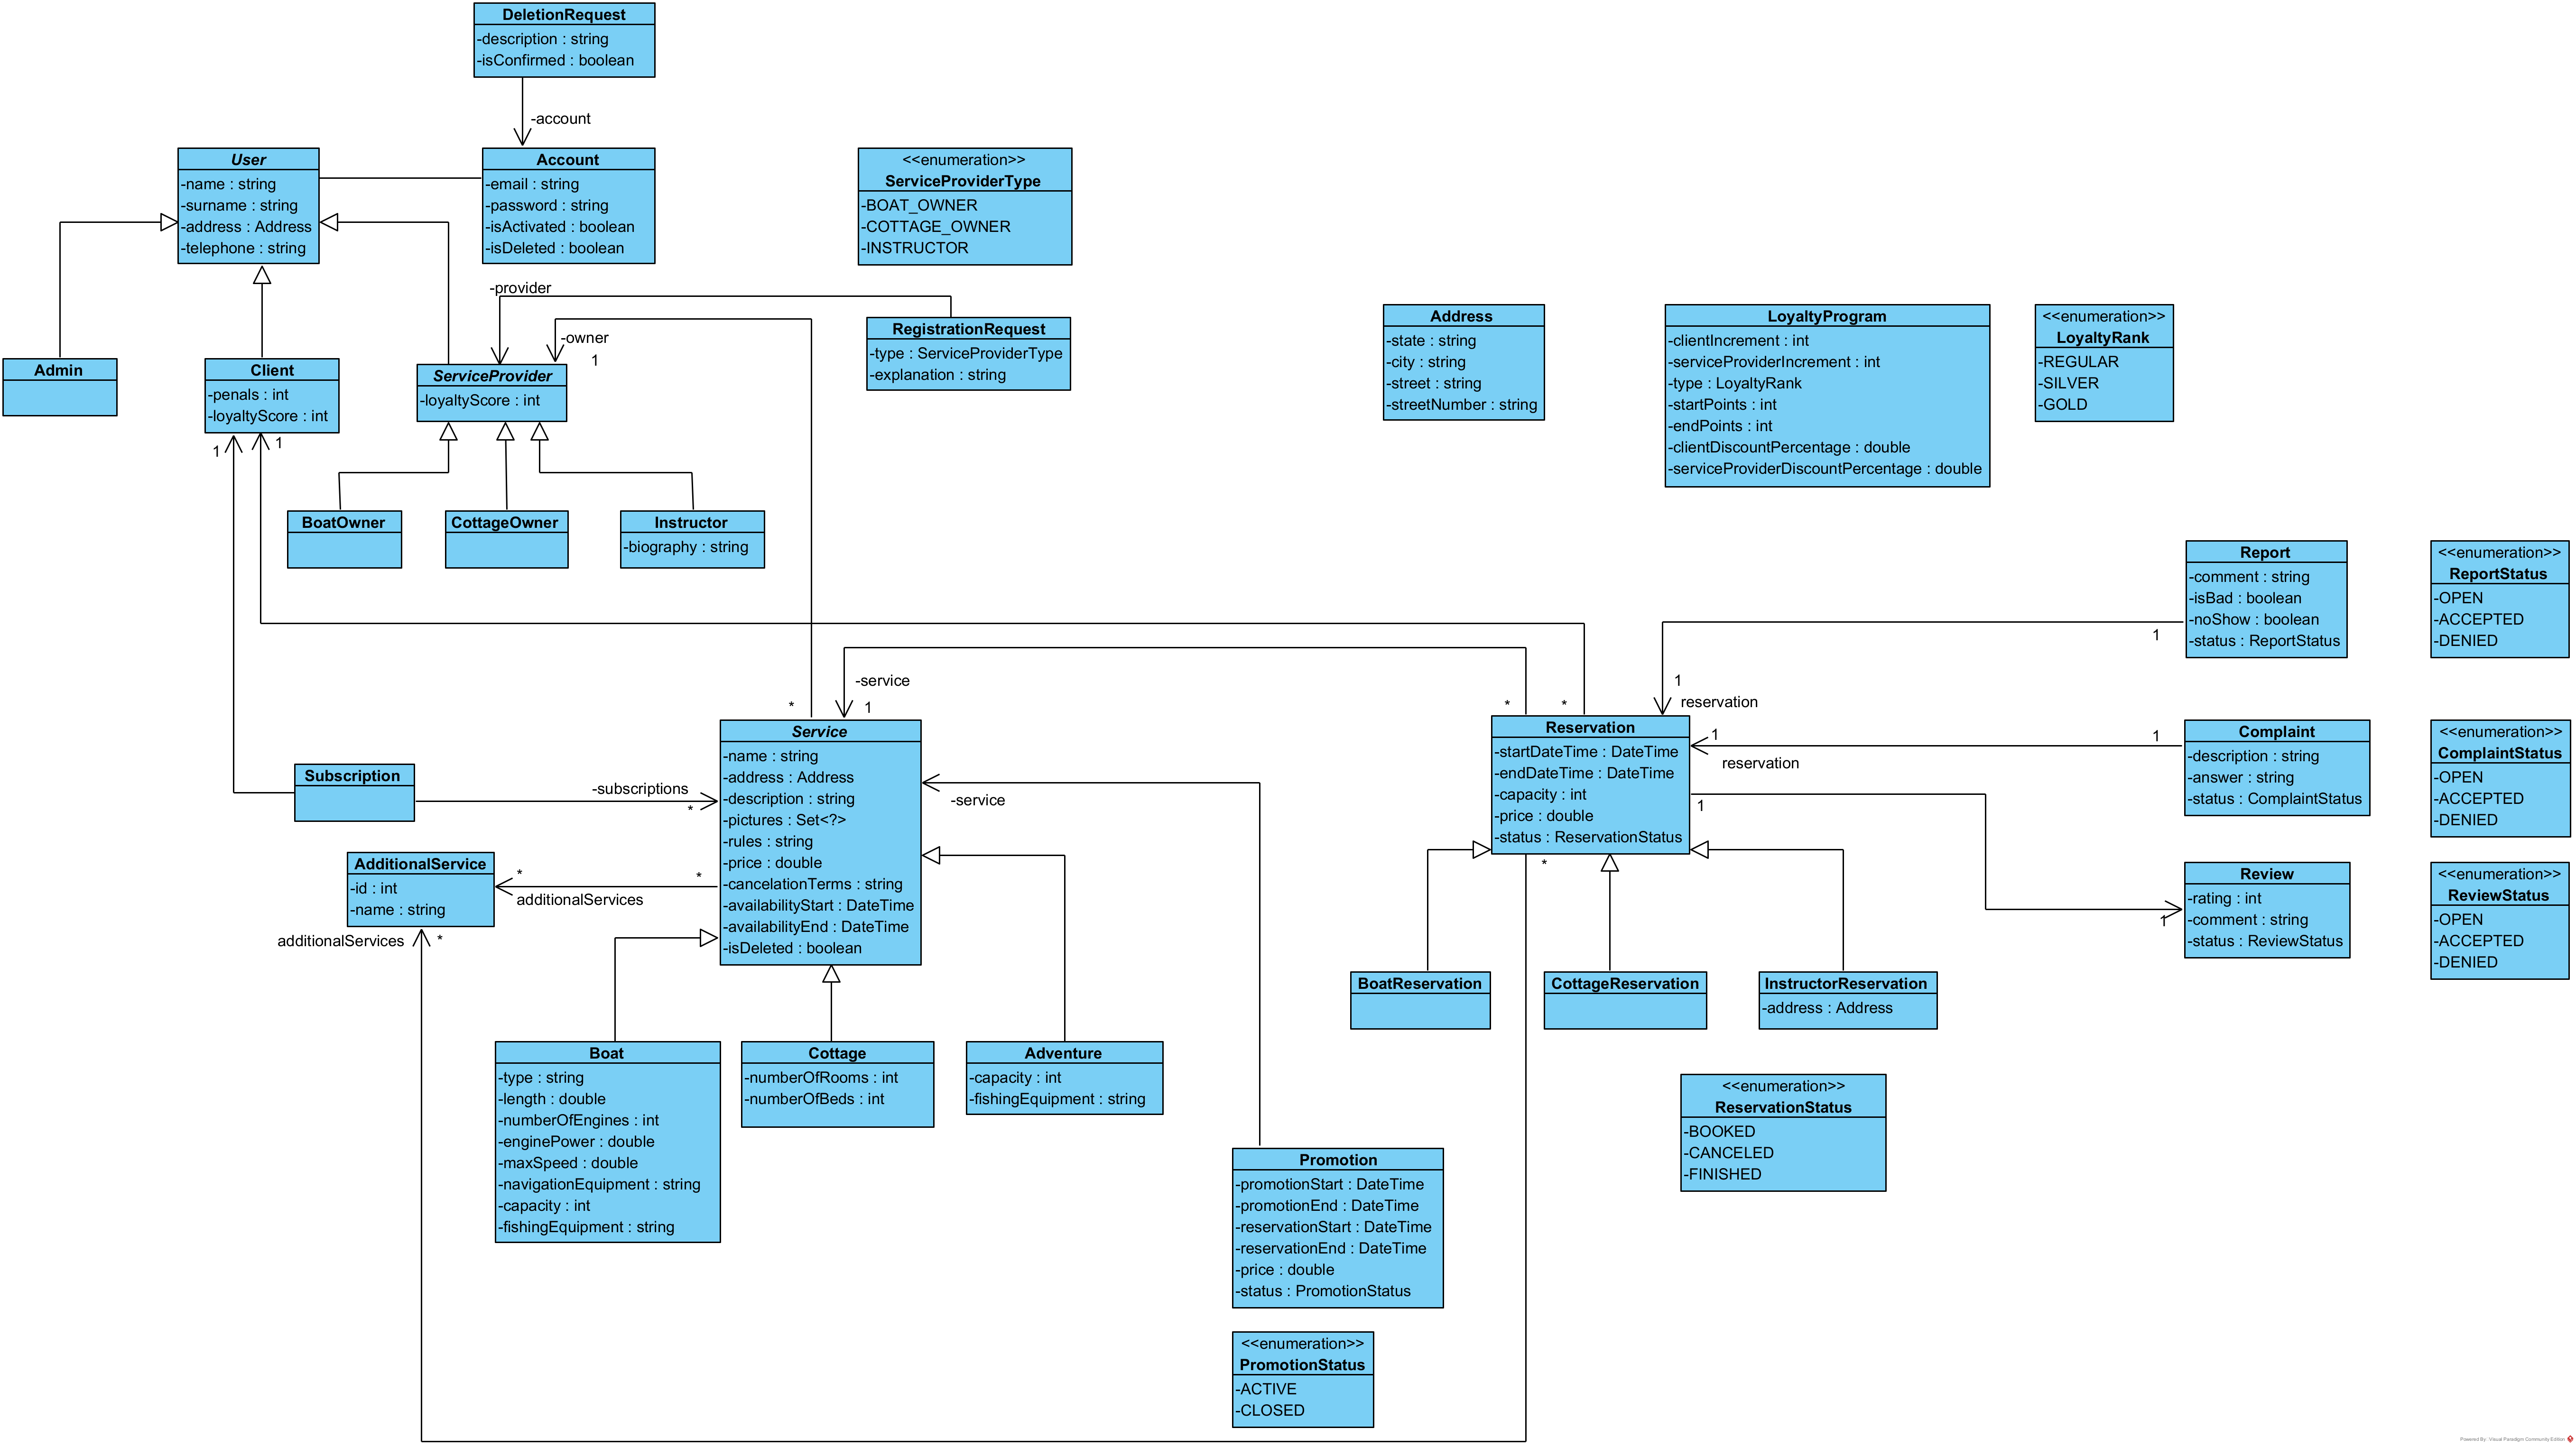 DeletionRequest
-description : string
-isConfirmed : boolean
-account
User
-name : string
-surname : string
-address : Address
-telephone : string
Account
-email : string
-password : string
-isActivated : boolean
-isDeleted : boolean
<<enumeration>>
ServiceProviderType
-BOAT_OWNER
-COTTAGE_OWNER
-INSTRUCTOR
-provider
-owner
1
RegistrationRequest
-type : ServiceProviderType
-explanation : string
Address
-state : string
-city : string
-street : string
-streetNumber : string
LoyaltyProgram
-clientIncrement : int
-serviceProviderIncrement : int
-type : LoyaltyRank
-startPoints : int
-endPoints : int
-clientDiscountPercentage : double
-serviceProviderDiscountPercentage : double
<<enumeration>>
LoyaltyRank
-REGULAR
-SILVER
-GOLD
Admin
Client
-penals : int
-loyaltyScore : int
1
1
ServiceProvider
-loyaltyScore : int
BoatOwner
CottageOwner
Instructor
-biography : string
Report
-comment : string
-isBad : boolean
-noShow : boolean
-status : ReportStatus
<<enumeration>>
ReportStatus
-OPEN
-ACCEPTED
-DENIED
1
1
reservation
-service
*
1
*
*
Service
-name : string
-address : Address
-description : string
-pictures : Set<?>
-rules : string
-price : double
-cancelationTerms : string
-availabilityStart : DateTime
-availabilityEnd : DateTime
-isDeleted : boolean
Reservation
-startDateTime : DateTime
-endDateTime : DateTime
-capacity : int
-price : double
-status : ReservationStatus
1
1
reservation
Complaint
-description : string
-answer : string
-status : ComplaintStatus
<<enumeration>>
ComplaintStatus
-OPEN
-ACCEPTED
-DENIED
Subscription
-subscriptions
*
-service
1
1
*
Review
-rating : int
-comment : string
-status : ReviewStatus
<<enumeration>>
ReviewStatus
-OPEN
-ACCEPTED
-DENIED
AdditionalService
-id : int
-name : string
*
*
additionalServices
additionalServices
*
BoatReservation
CottageReservation
InstructorReservation
-address : Address
Boat
-type : string
-length : double
-numberOfEngines : int
-enginePower : double
-maxSpeed : double
-navigationEquipment : string
-capacity : int
-fishingEquipment : string
Cottage
-numberOfRooms : int
-numberOfBeds : int
Adventure
-capacity : int
-fishingEquipment : string
<<enumeration>>
ReservationStatus
-BOOKED
-CANCELED
-FINISHED
Promotion
-promotionStart : DateTime
-promotionEnd : DateTime
-reservationStart : DateTime
-reservationEnd : DateTime
-price : double
-status : PromotionStatus
<<enumeration>>
PromotionStatus
-ACTIVE
-CLOSED
Powered By: Visual Paradigm Community Edition